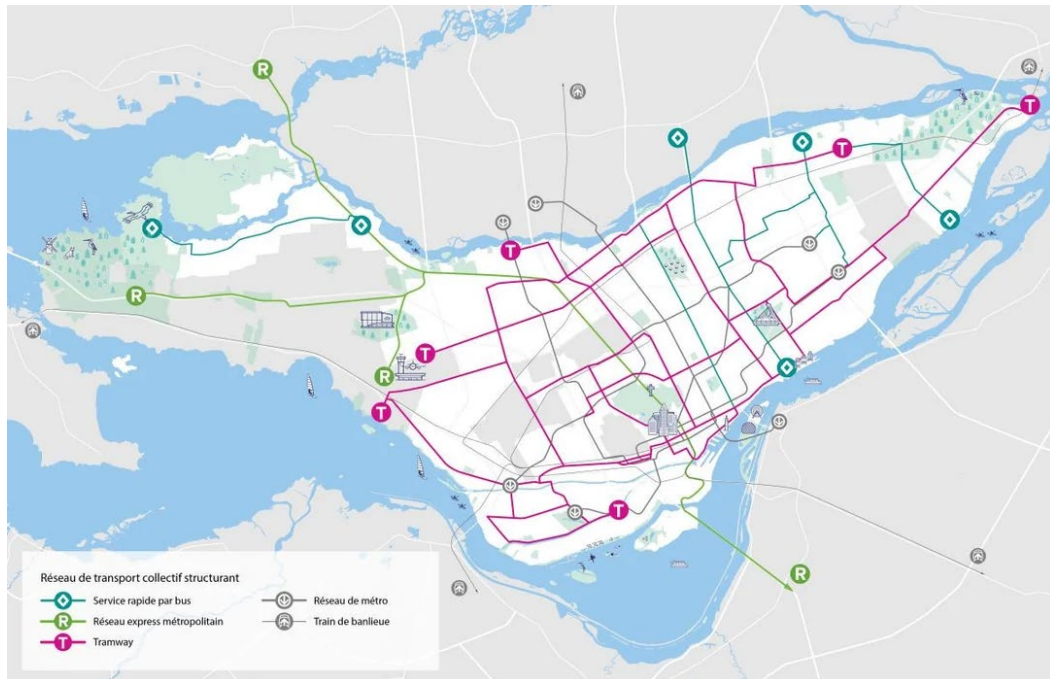 R
R
R
R
T
T
T
T
T
T
Réseau de transport collectif structurant
Service rapide par bus
R Réseau express métropolitain
T Tramway
Réseau de métro
Train de banlieue